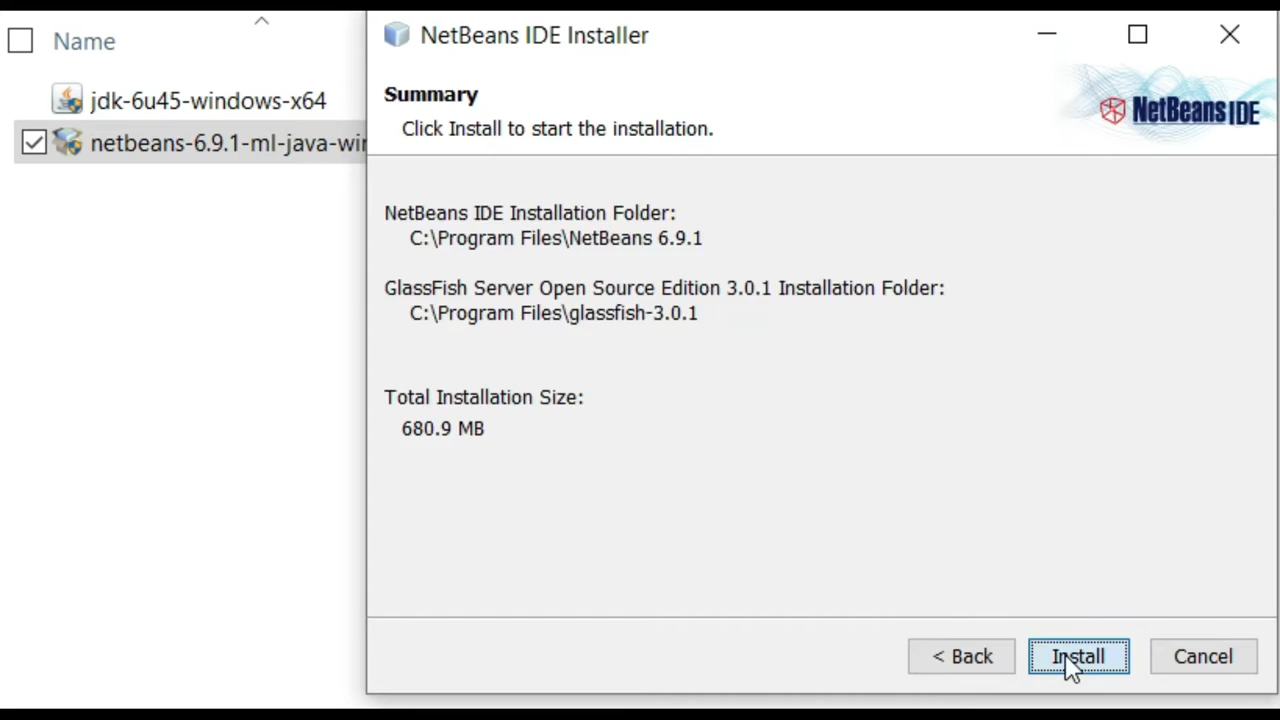 Name
jdk-6u45-windows-x64
netbeans-6.9.1-ml-java-wi
NetBeans IDE Installer
Summary
Click Install to start the installation.
NetBeans IDE
NetBeans IDE Installation Folder:
C:\Program Files\NetBeans 6.9.1
GlassFish Server Open Source Edition 3.0.1 Installation Folder:
C:\Program Files\glassfish-3.0.1
Total Installation Size:
680.9 MB
< Back
Install
Cancel